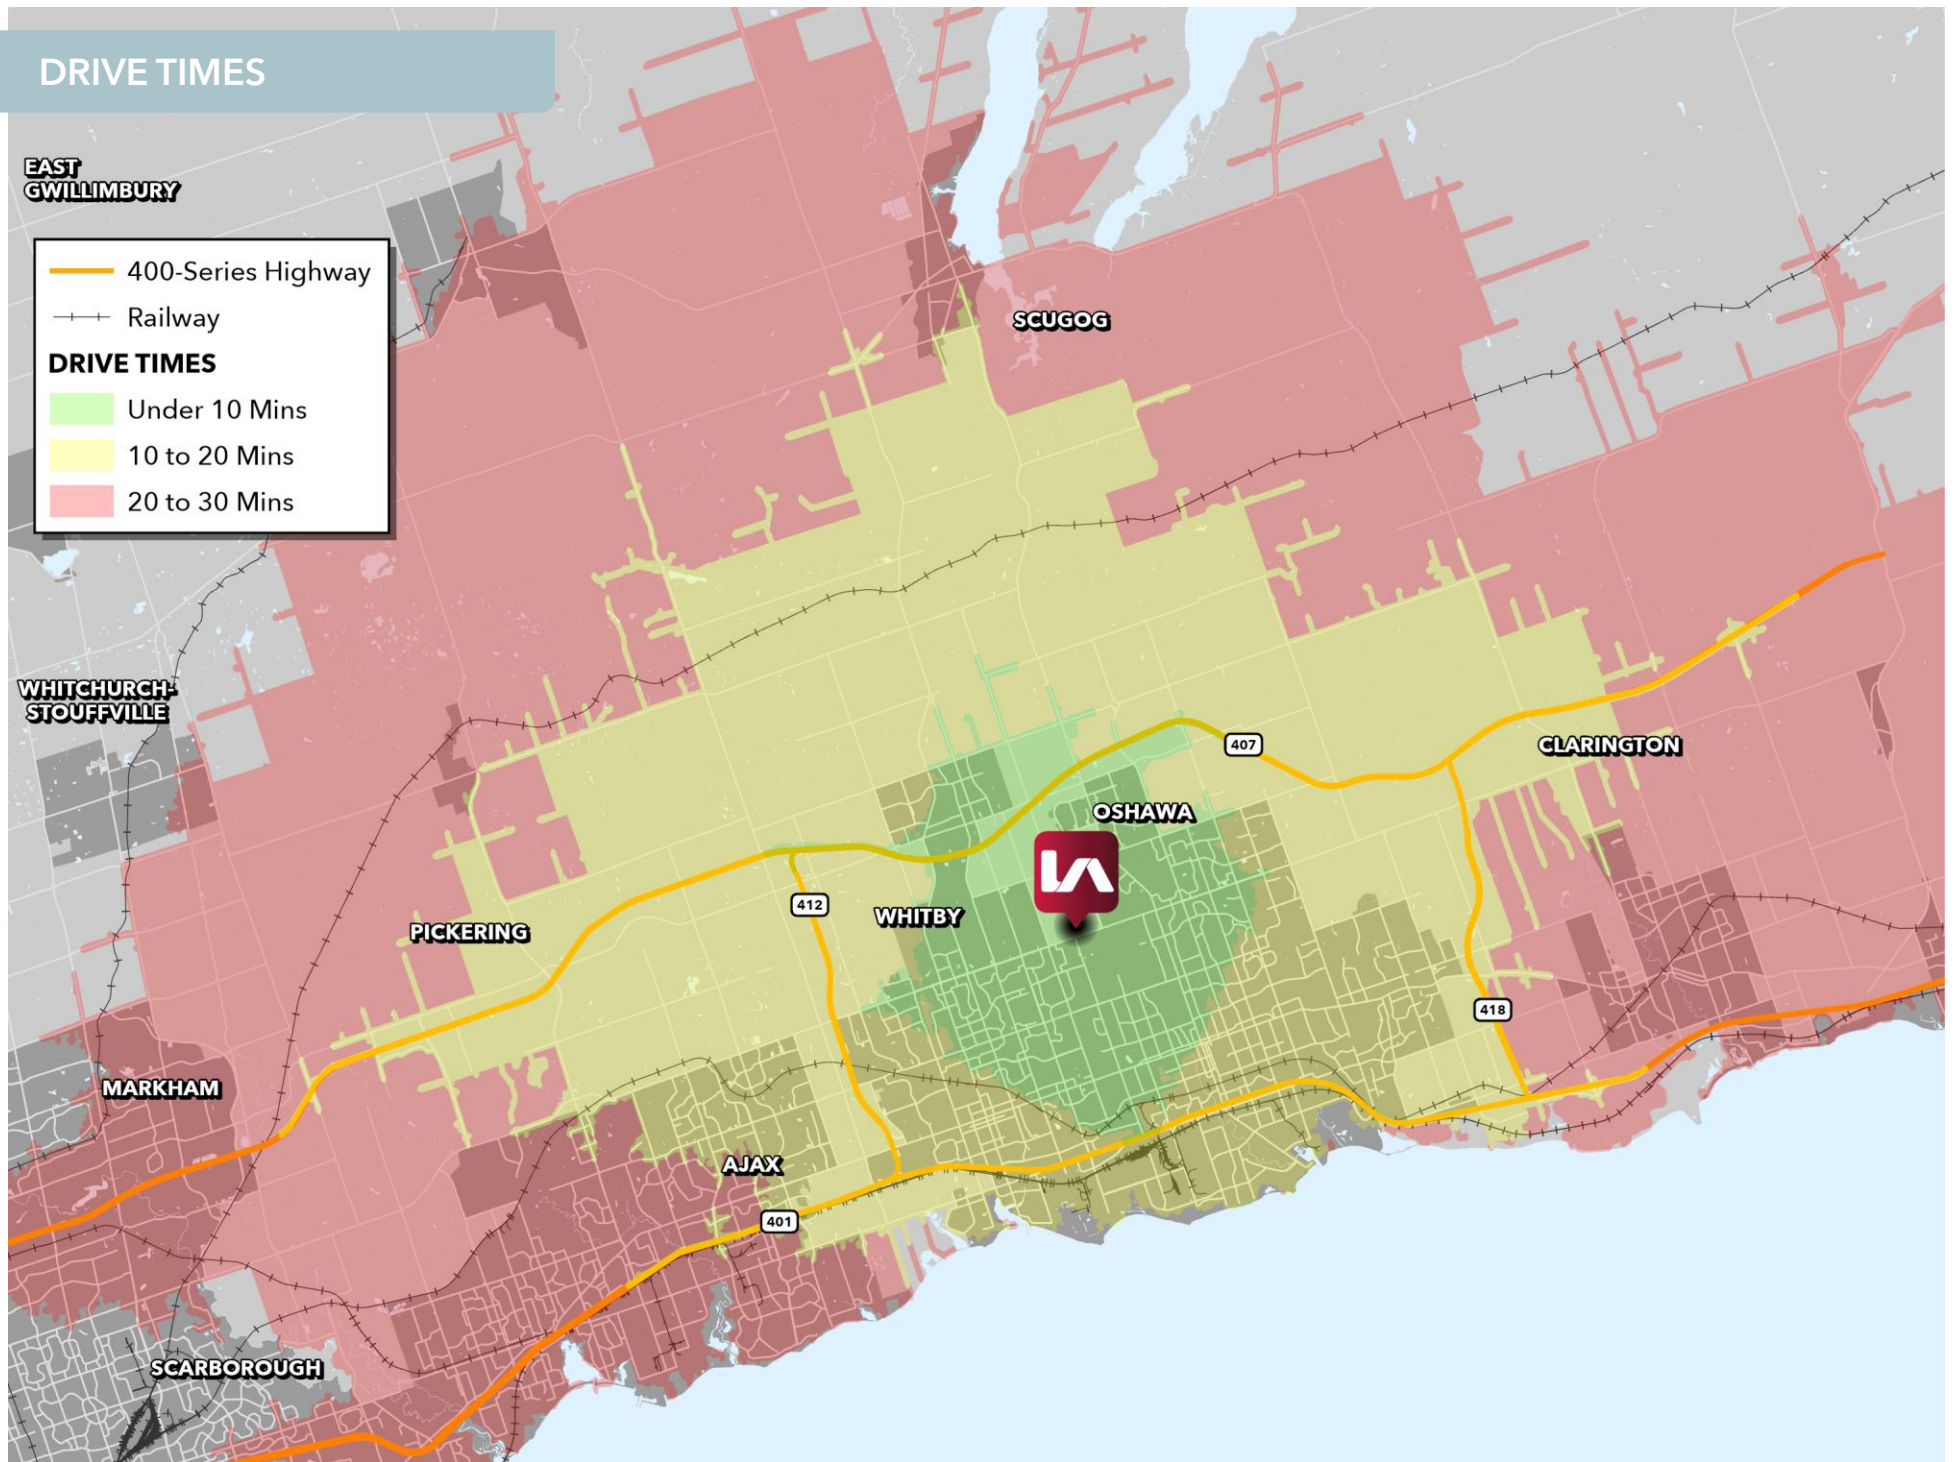 DRIVE TIMES
EAST
GWILLIMBURY
400-Series Highway
Railway
DRIVE TIMES
Under 10 Mins
10 to 20 Mins
20 to 30 Mins
SCUGOG
WHITCHURCH-
STOUFFVILLE
407
CLARINGTON
OSHAWA
LA
412
WHITBY
PICKERING
418
MARKHAM
AJAX
401
SCARBOROUGH